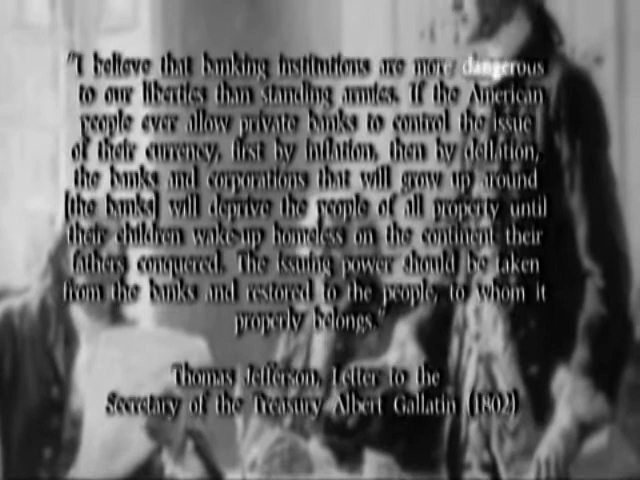 "I believe that banking institutions are more dangerous
to our liberties than standing armies. If the American
people ever allow private banks to control the issue
of their currency, first by inflation, then by deflation,
the banks and corporations that will grow up around
[the banks] will deprive the people of all property until
their children wake-up homeless on the continent their
fathers conquered. The issuing power should be taken
from the banks and restored to the people, to whom it
properly belongs."
Thomas Jefferson, Letter to the
Secretary of the Treasury Albert Gallatin (1802)